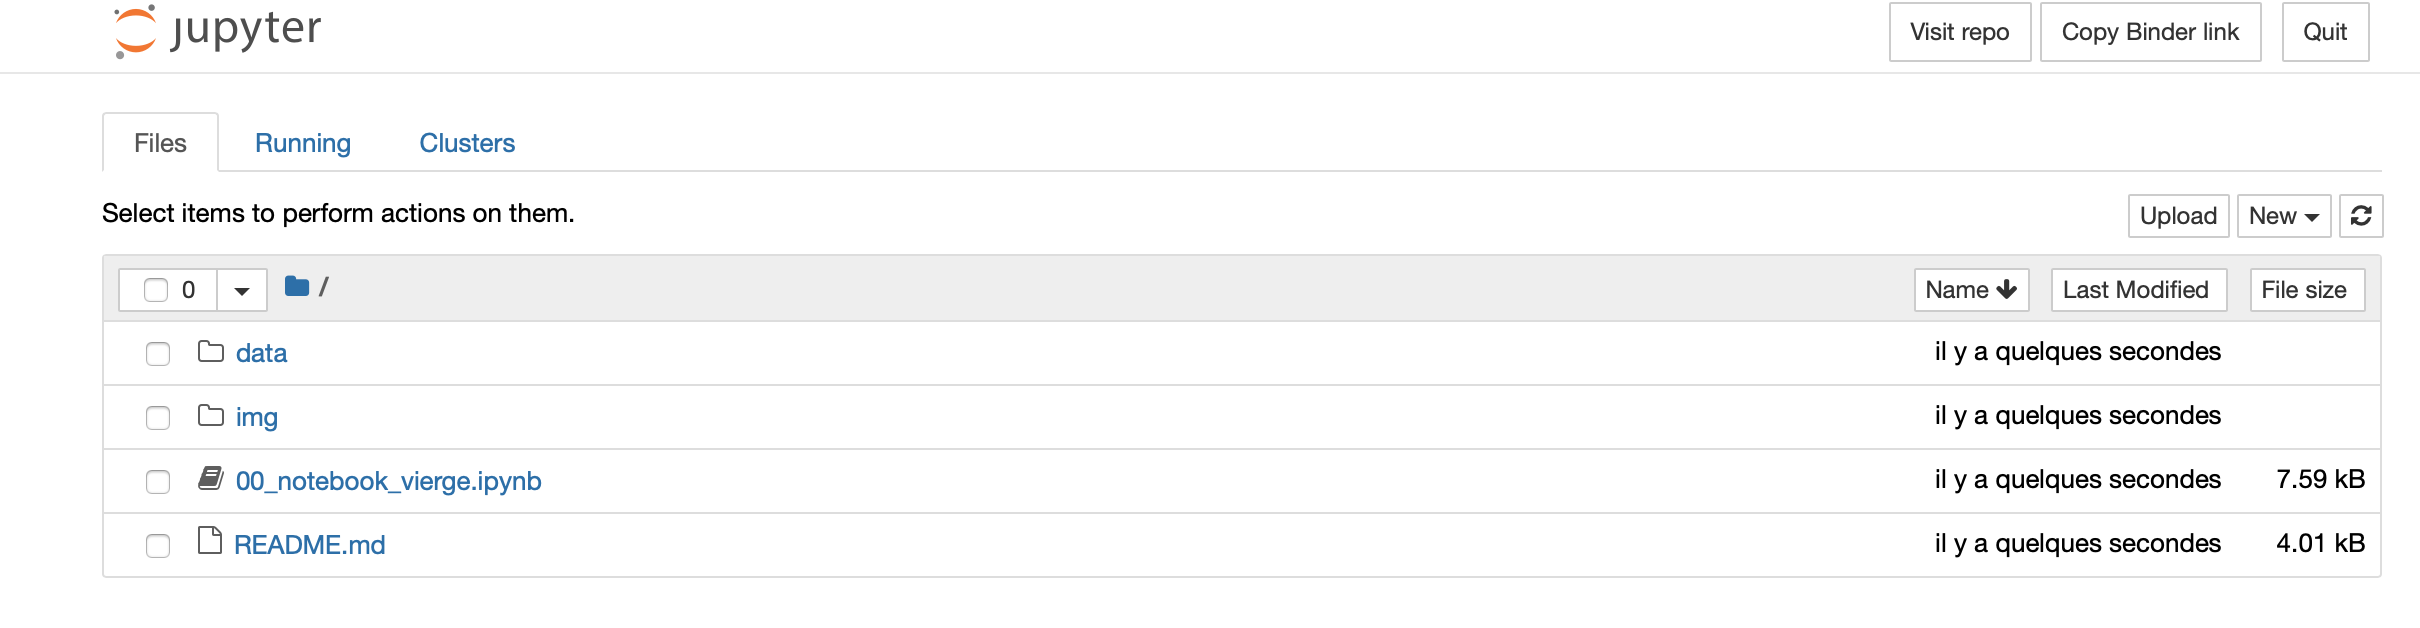 jupyter Visit repo Copy Binder link Quit
Files Running Clusters
Select items to perform actions on them. Upload New
0 / Name Last Modified File size
data il y a quelques secondes
img il y a quelques secondes
00_notebook_vierge.ipynb il y a quelques secondes 7.59 kB
README.md il y a quelques secondes 4.01 kB